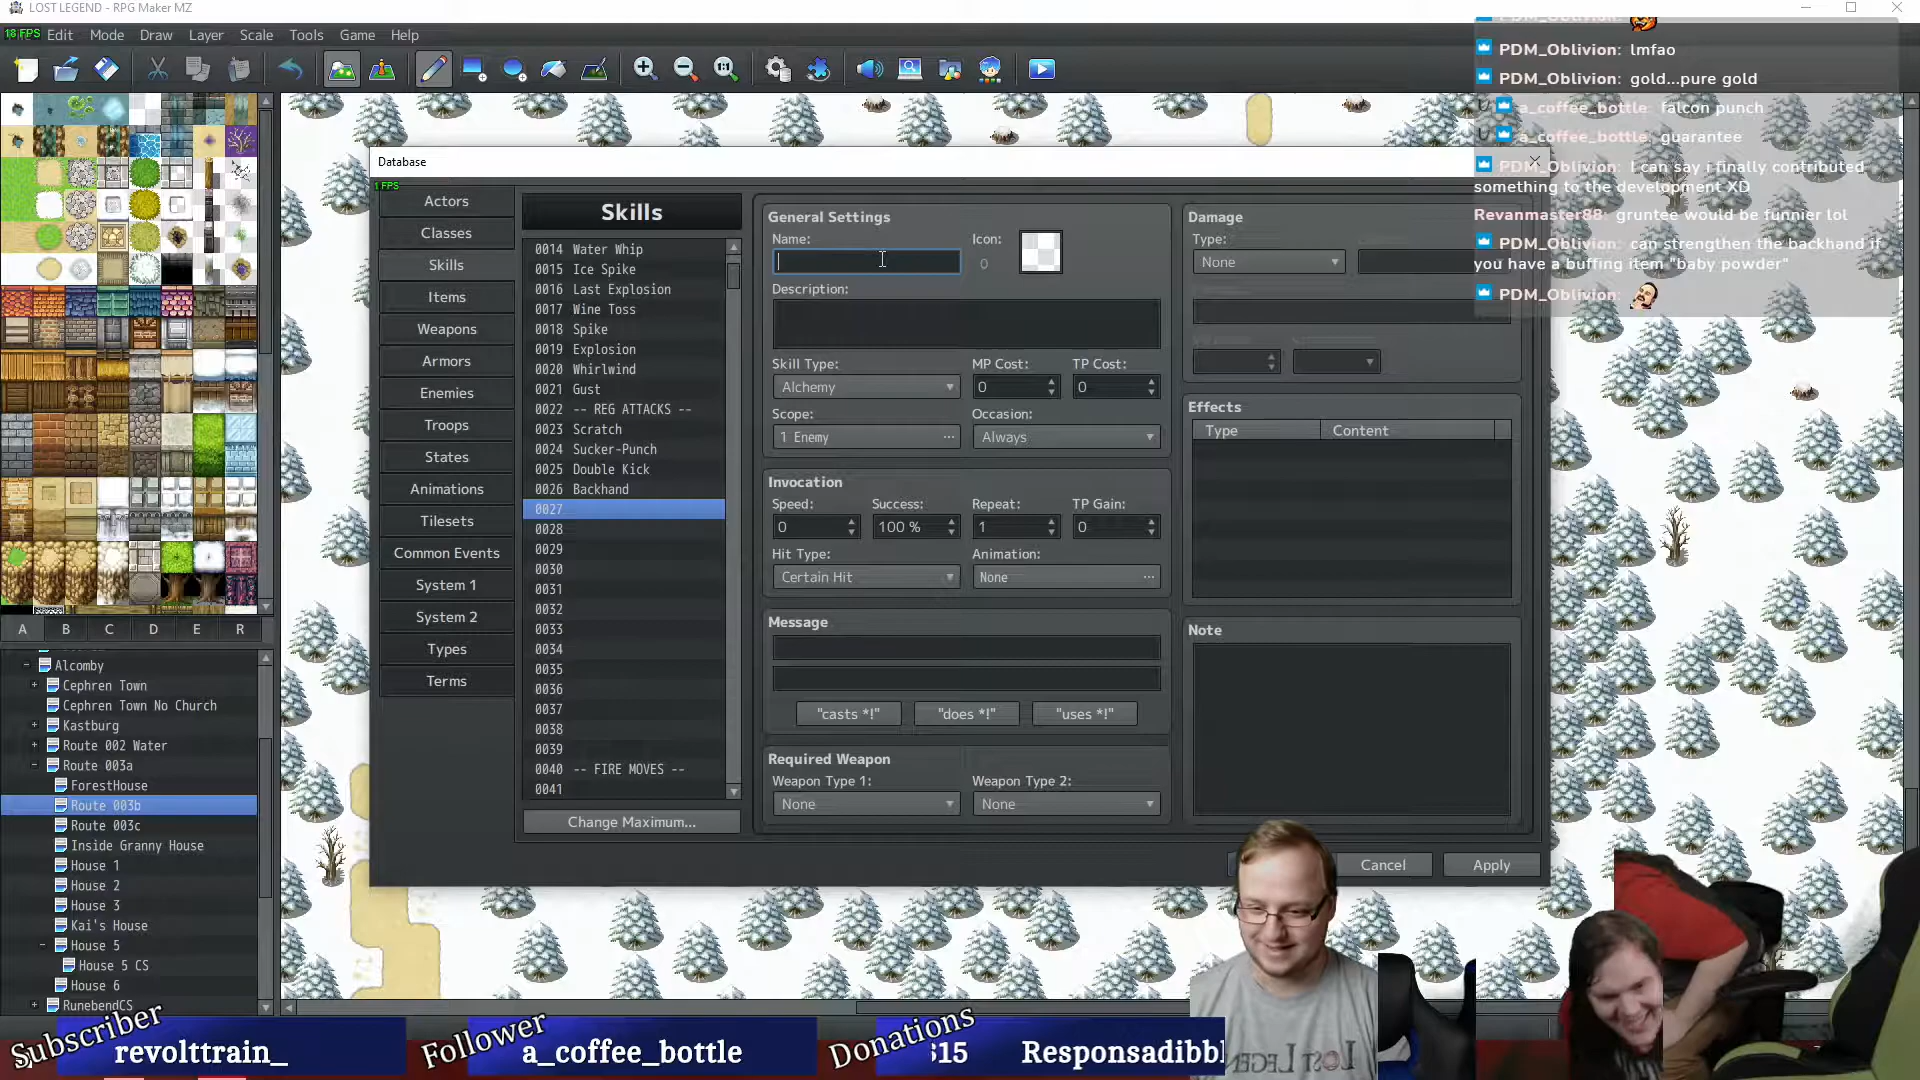 LOST LEGEND - RPG Maker MZ
18 FPS
Edit Mode Draw Layer Scale Tools Game Help
PDM_Oblivion:
PDM_Oblivion: lmfao
PDM_Oblivion: gold...pure gold
a_coffee_bottle: falcon punch
a_coffee_bottle: guarantee
PDM_Oblivion: I can say i finally contributed
something to the development XD
Revanmaster88: gruntee would be funnier lol
PDM_Oblivion: can strengthen the backhand if
you have a buffing item "baby powder"
PDM_Oblivion:
Database
1 FPS
Actors
Classes
Skills
Items
Weapons
Armors
Enemies
Troops
States
Animations
Tilesets
Common Events
System 1
System 2
Types
Terms
Skills
0014 Water Whip
0015 Ice Spike
0016 Last Explosion
0017 Wine Toss
0018 Spike
0019 Explosion
0020 Whirlwind
0021 Gust
0022 -- REG ATTACKS --
0023 Scratch
0024 Sucker-Punch
0025 Double Kick
0026 Backhand
0027
0028
0029
0030
0031
0032
0033
0034
0035
0036
0037
0038
0039
0040 -- FIRE MOVES --
0041
Change Maximum...
General Settings
Name: Icon:
0
Description:
Skill Type: MP Cost: TP Cost:
Alchemy 0 0
Scope: Occasion:
1 Enemy ... Always
Invocation
Speed: Success: Repeat: TP Gain:
0 100 % 1 0
Hit Type: Animation:
Certain Hit None ...
Message
"casts *!" "does *!" "uses *!"
Required Weapon
Weapon Type 1: Weapon Type 2:
None None
Damage
Type:
None
Effects
Type Content
Note
Cancel Apply
A B C D E R
Alcomby
Cephren Town
Cephren Town No Church
Kastburg
Route 002 Water
Route 003a
ForestHouse
Route 003b
Route 003c
Inside Granny House
House 1
House 2
House 3
Kai's House
House 5
House 5 CS
House 6
RunebendCS
Subscriber
revolttrain_
Follower
a_coffee_bottle
Donations
Responsadibbl